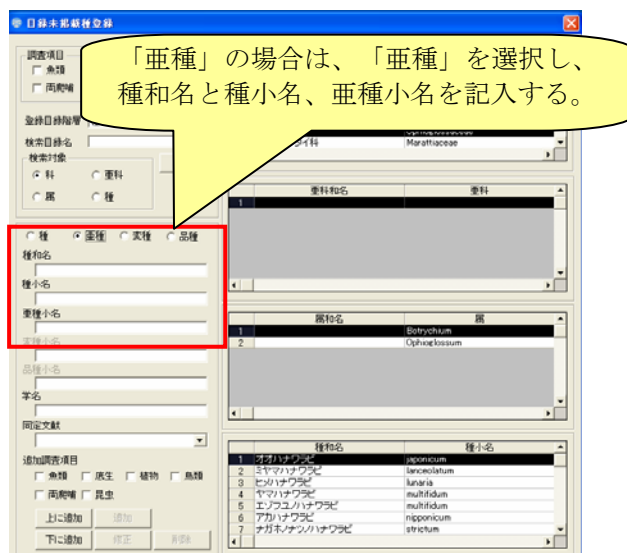 目録未掲載種登録
「亜種」の場合は、「亜種」を選択し、
種和名と種小名、亜種小名を記入する。
調査項目
魚類
両爬哺
登録目録階層
検索目録名
検索対象
科 亜科
属 種
Ophioglossaceae
Marattiaceae
亜科和名 亜科
1
種 亜種 変種 品種
種和名
種小名
亜種小名
変種小名
品種小名
学名
同定文献
追加調査項目
魚類 底生 植物 鳥類
両爬哺 昆虫
上に追加 追加
下に追加 修正 削除
属和名 属
1 Botrychium
2 Ophioglossum
種和名 種小名
1 オオハナワラビ japonicum
2 ミヤマハナワラビ lanceolatum
3 ヒメハナワラビ lunaria
4 ヤマハナワラビ multifidum
5 エゾフユノハナワラビ multifidum
6 アカハナワラビ nipponicum
7 ナガホノナツノハナワラビ strictum